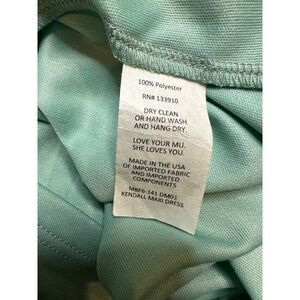 100% Polyester
RN# 133910
DRY CLEAN
OR HAND WASH
AND HANG DRY.
LOVE YOUR MU.
SHE LOVES YOU.
MADE IN THE USA
OF IMPORTED FABRIC
AND IMPORTED
COMPONENTS
MBF6-141 DM01
KENDALL MAXI DRESS